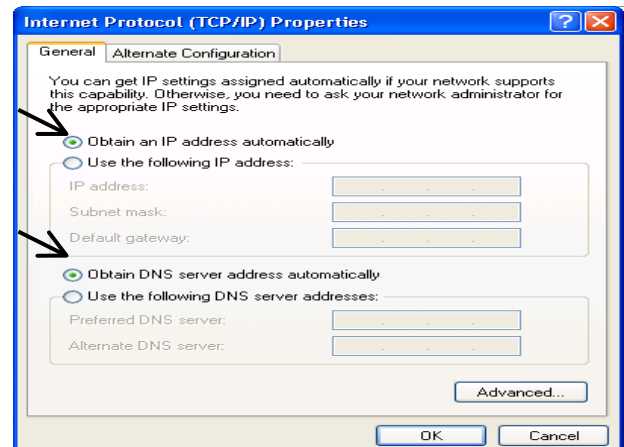 Internet Protocol (TCP/IP) Properties
General
Alternate Configuration
You can get IP settings assigned automatically if your network supports
this capability. Otherwise, you need to ask your network administrator for
the appropriate IP settings.
Obtain an IP address automatically
Use the following IP address:
IP address:
Subnet mask:
Default gateway:
Obtain DNS server address automatically
Use the following DNS server addresses:
Preferred DNS server:
Alternate DNS server:
Advanced...
OK
Cancel